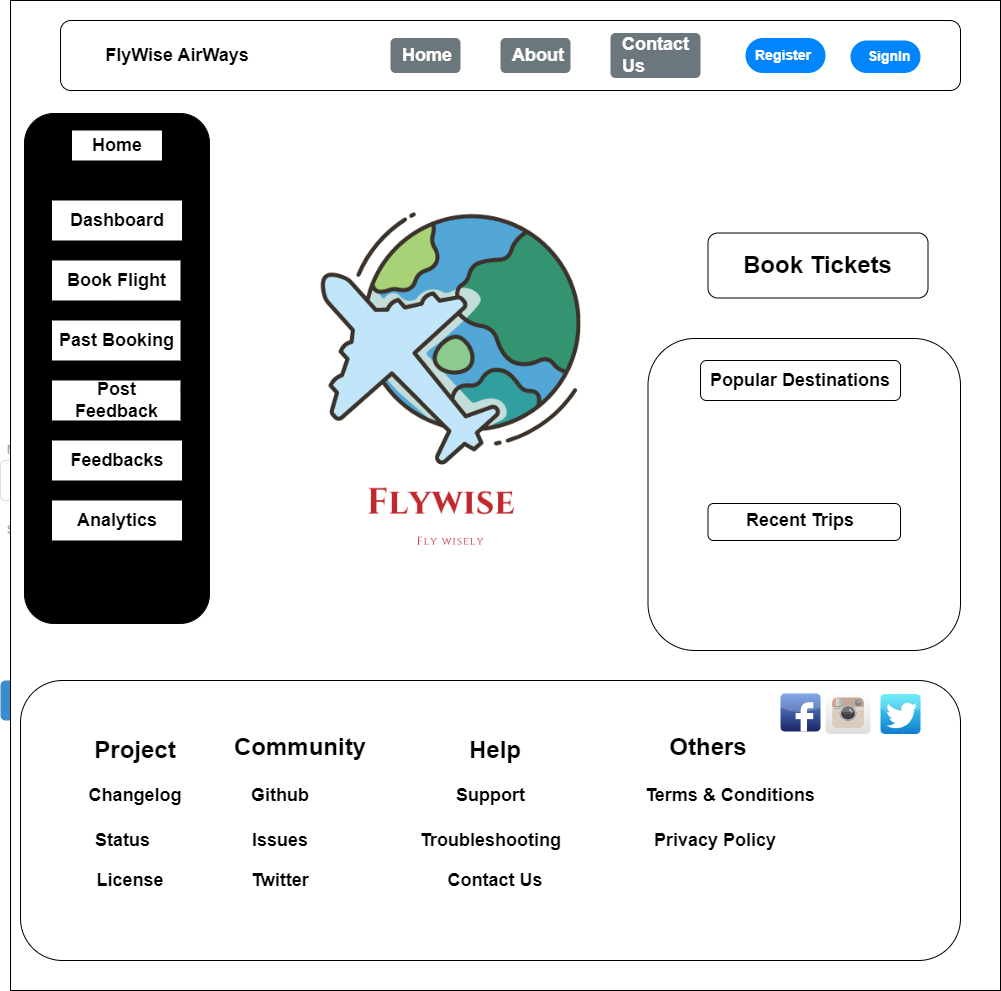 FlyWise AirWays
Home
About
Contact
Us
Register
SignIn
Home
Dashboard
Book Flight
Past Booking
Post
Feedback
Feedbacks
Analytics
Flywise
Fly wisely
Book Tickets
Popular Destinations
Recent Trips
Project
Changelog
Status
License
Community
Github
Issues
Twitter
Help
Support
Troubleshooting
Contact Us
Others
Terms & Conditions
Privacy Policy